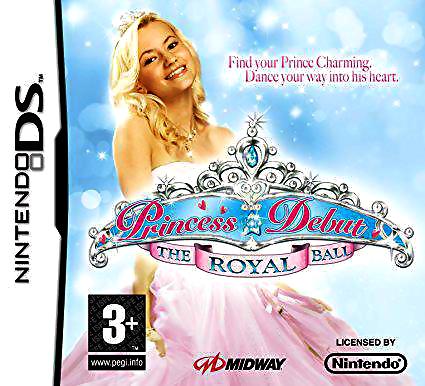 NINTENDO DS™
Find your Prince Charming.
Dance your way into his heart.
Princess Debut
THE ROYAL BALL
3+
www.pegi.info
MIDWAY
LICENSED BY
Nintendo